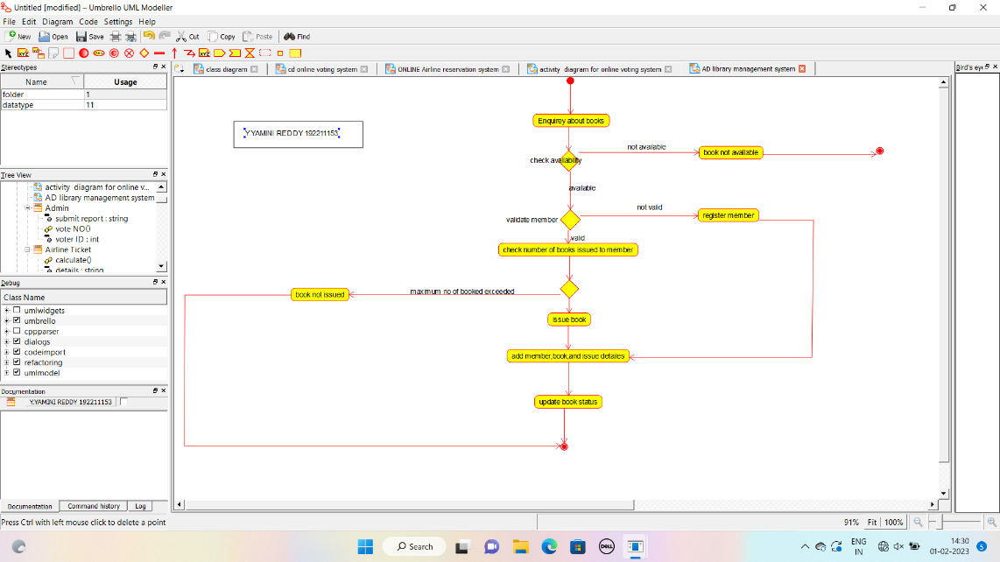 Untitled [modified] – Umbrello UML Modeller
File Edit Diagram Code Settings Help
New Open Save Cut Copy Paste Find
Stereotypes
Name Usage
folder 1
datatype 11
Tree View
activity diagram for online v...
AD library management system
Admin
submit report : string
vote NO()
voter ID : int
Airline Ticket
calculate()
details : string
Debug
Class Name
umlwidgets
umbrello
cppparser
dialogs
codeimport
refactoring
umlmodel
Documentation
Y.YAMINI REDDY 192211153
Documentation Command history Log
class diagram cd online voting system ONLINE Airline reservation system activity diagram for online voting system AD library management system
Bird's eye
Y.YAMINI REDDY 192211153
Enquirey about books
not available
book not available
check availability
available
not valid
register member
validate member
valid
check number of books issued to member
maximum no of booked exceeded
book not issued
issue book
add member,book,and issue detailes
update book status
Press Ctrl with left mouse click to delete a point
91% Fit 100%
Search
DELL
ENG
IN
14:30
01-02-2023
5